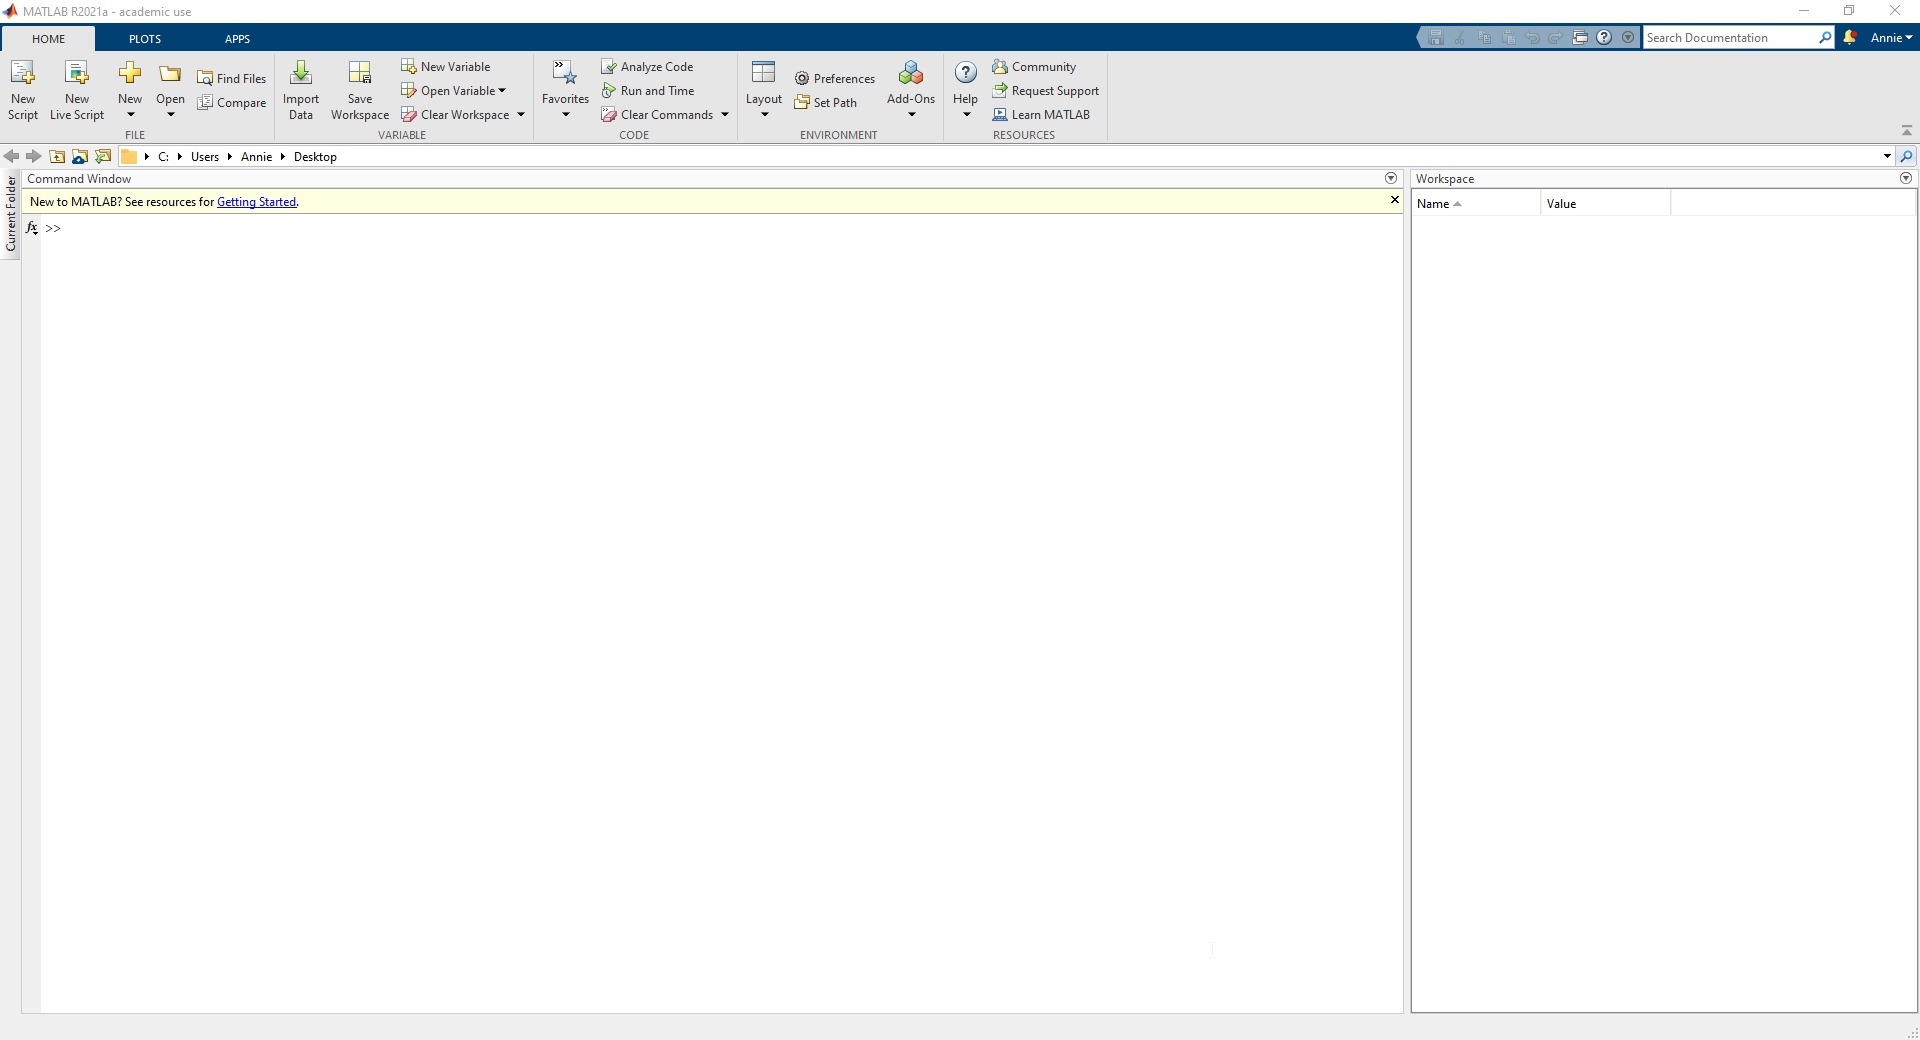 MATLAB R2021a - academic use
HOME PLOTS APPS
Search Documentation
Annie
New Script
New Live Script
New
Open
Find Files
Compare
FILE
Import Data
Save Workspace
New Variable
Open Variable
Clear Workspace
VARIABLE
Favorites
Analyze Code
Run and Time
Clear Commands
CODE
Layout
Preferences
Set Path
Add-Ons
ENVIRONMENT
Help
Community
Request Support
Learn MATLAB
RESOURCES
C: Users Annie Desktop
Current Folder
Command Window
New to MATLAB? See resources for Getting Started.
fx >>
Workspace
Name Value